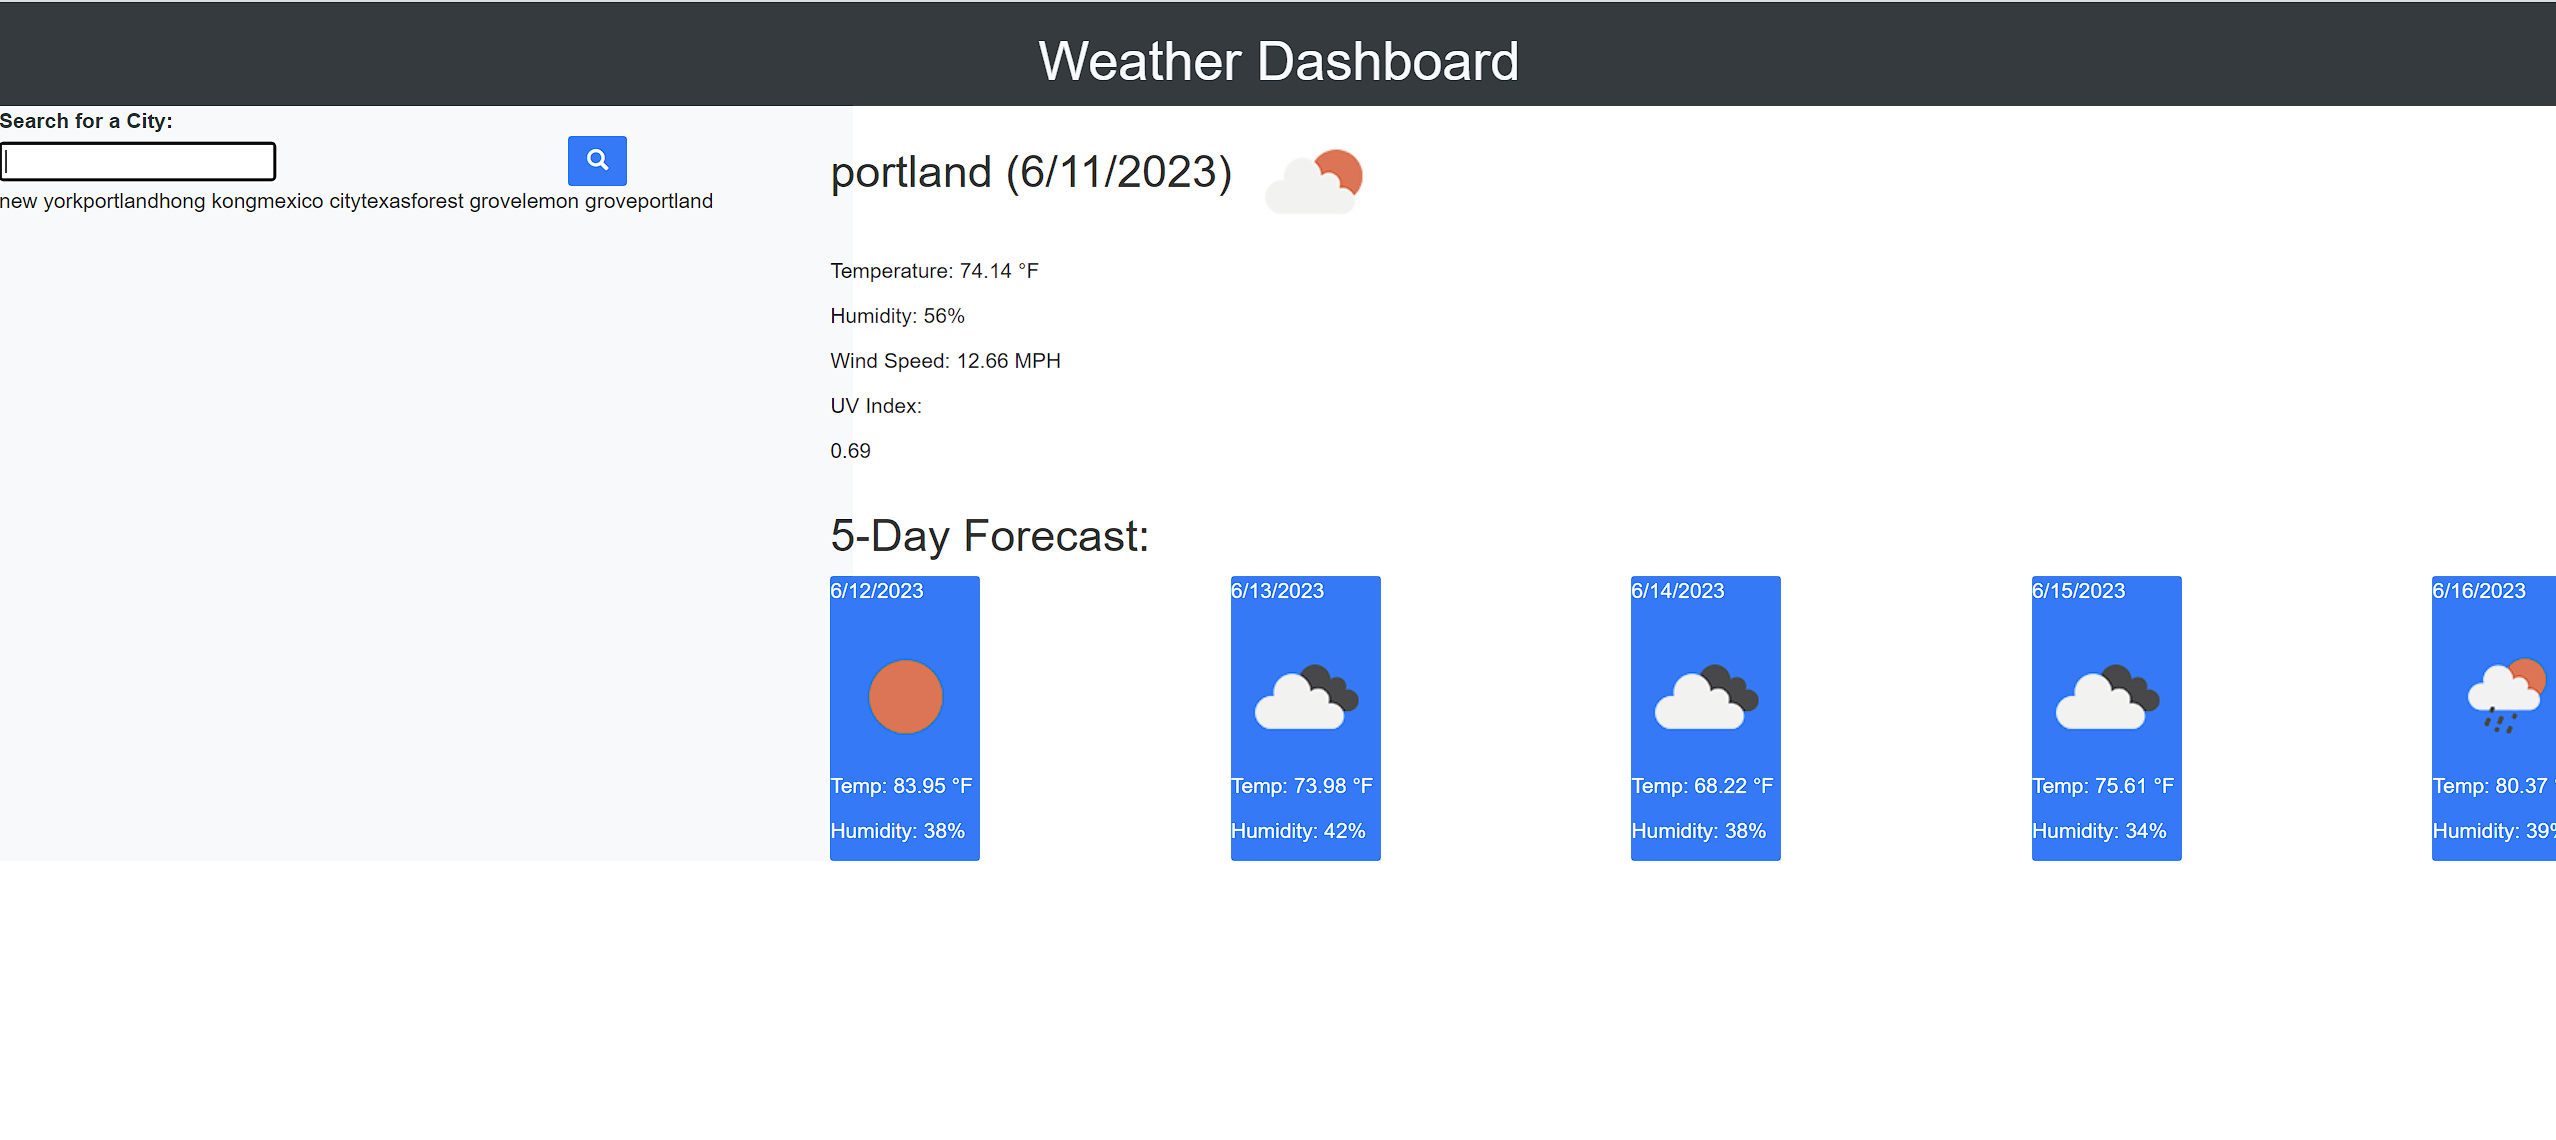 Weather Dashboard
Search for a City:
new yorkportlandhong kongmexico citytexasforest grovelemon groveportland
portland (6/11/2023)
Temperature: 74.14 °F
Humidity: 56%
Wind Speed: 12.66 MPH
UV Index:
0.69
5-Day Forecast:
6/12/2023
Temp: 83.95 °F
Humidity: 38%
6/13/2023
Temp: 73.98 °F
Humidity: 42%
6/14/2023
Temp: 68.22 °F
Humidity: 38%
6/15/2023
Temp: 75.61 °F
Humidity: 34%
6/16/2023
Temp: 80.37
Humidity: 39%